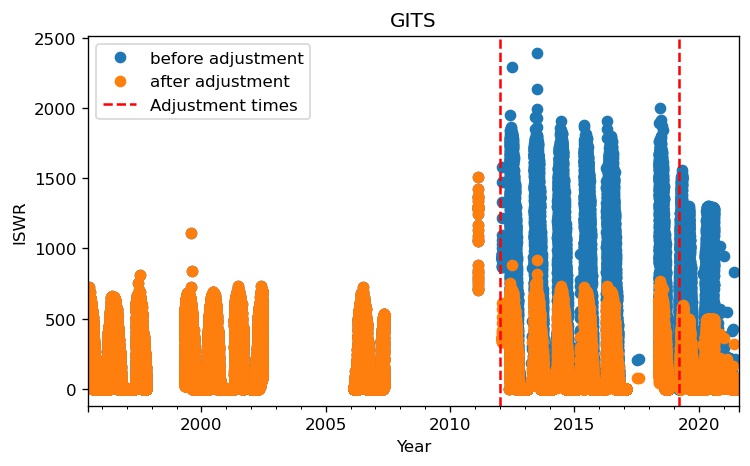 GITS
before adjustment
after adjustment
Adjustment times
2500
2000
1500
1000
500
0
ISWR
2000
2005
2010
2015
2020
Year